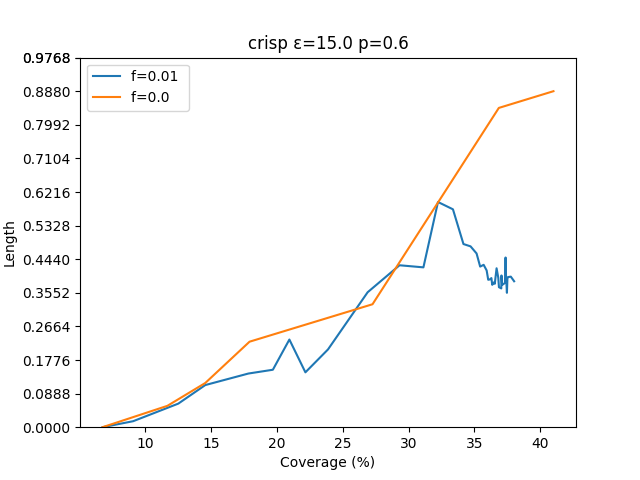 crisp ε=15.0 p=0.6
f=0.01
f=0.0
0.9768
0.8880
0.7992
0.7104
0.6216
0.5328
0.4440
0.3552
0.2664
0.1776
0.0888
0.0000
Length
10 15 20 25 30 35 40
Coverage (%)